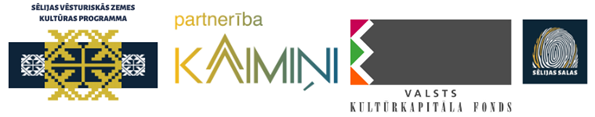 SĒLIJAS VĒSTURISKĀS ZEMES
KULTŪRAS PROGRAMMA
partnerība
KAIMIŅI
VALSTS
KULTŪRKAPITĀLA FONDS
SĒLIJAS SALAS